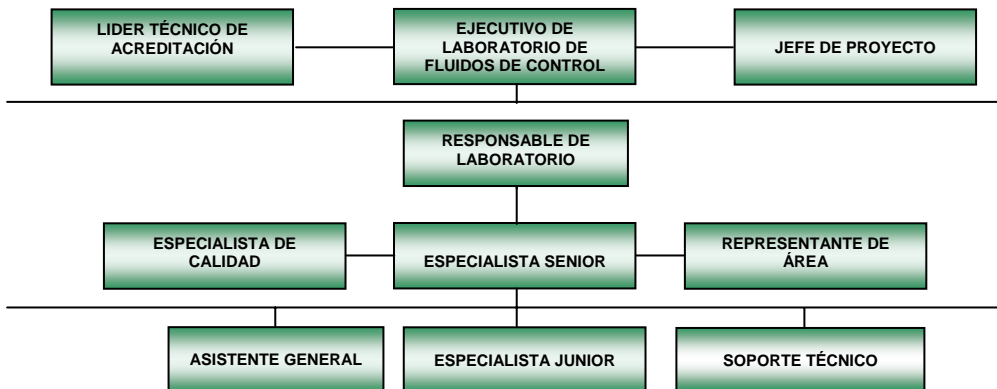 LIDER TÉCNICO DE
ACREDITACIÓN
EJECUTIVO DE
LABORATORIO DE
FLUIDOS DE CONTROL
JEFE DE PROYECTO
RESPONSABLE DE
LABORATORIO
ESPECIALISTA DE
CALIDAD
ESPECIALISTA SENIOR
REPRESENTANTE DE
ÁREA
ASISTENTE GENERAL
ESPECIALISTA JUNIOR
SOPORTE TÉCNICO